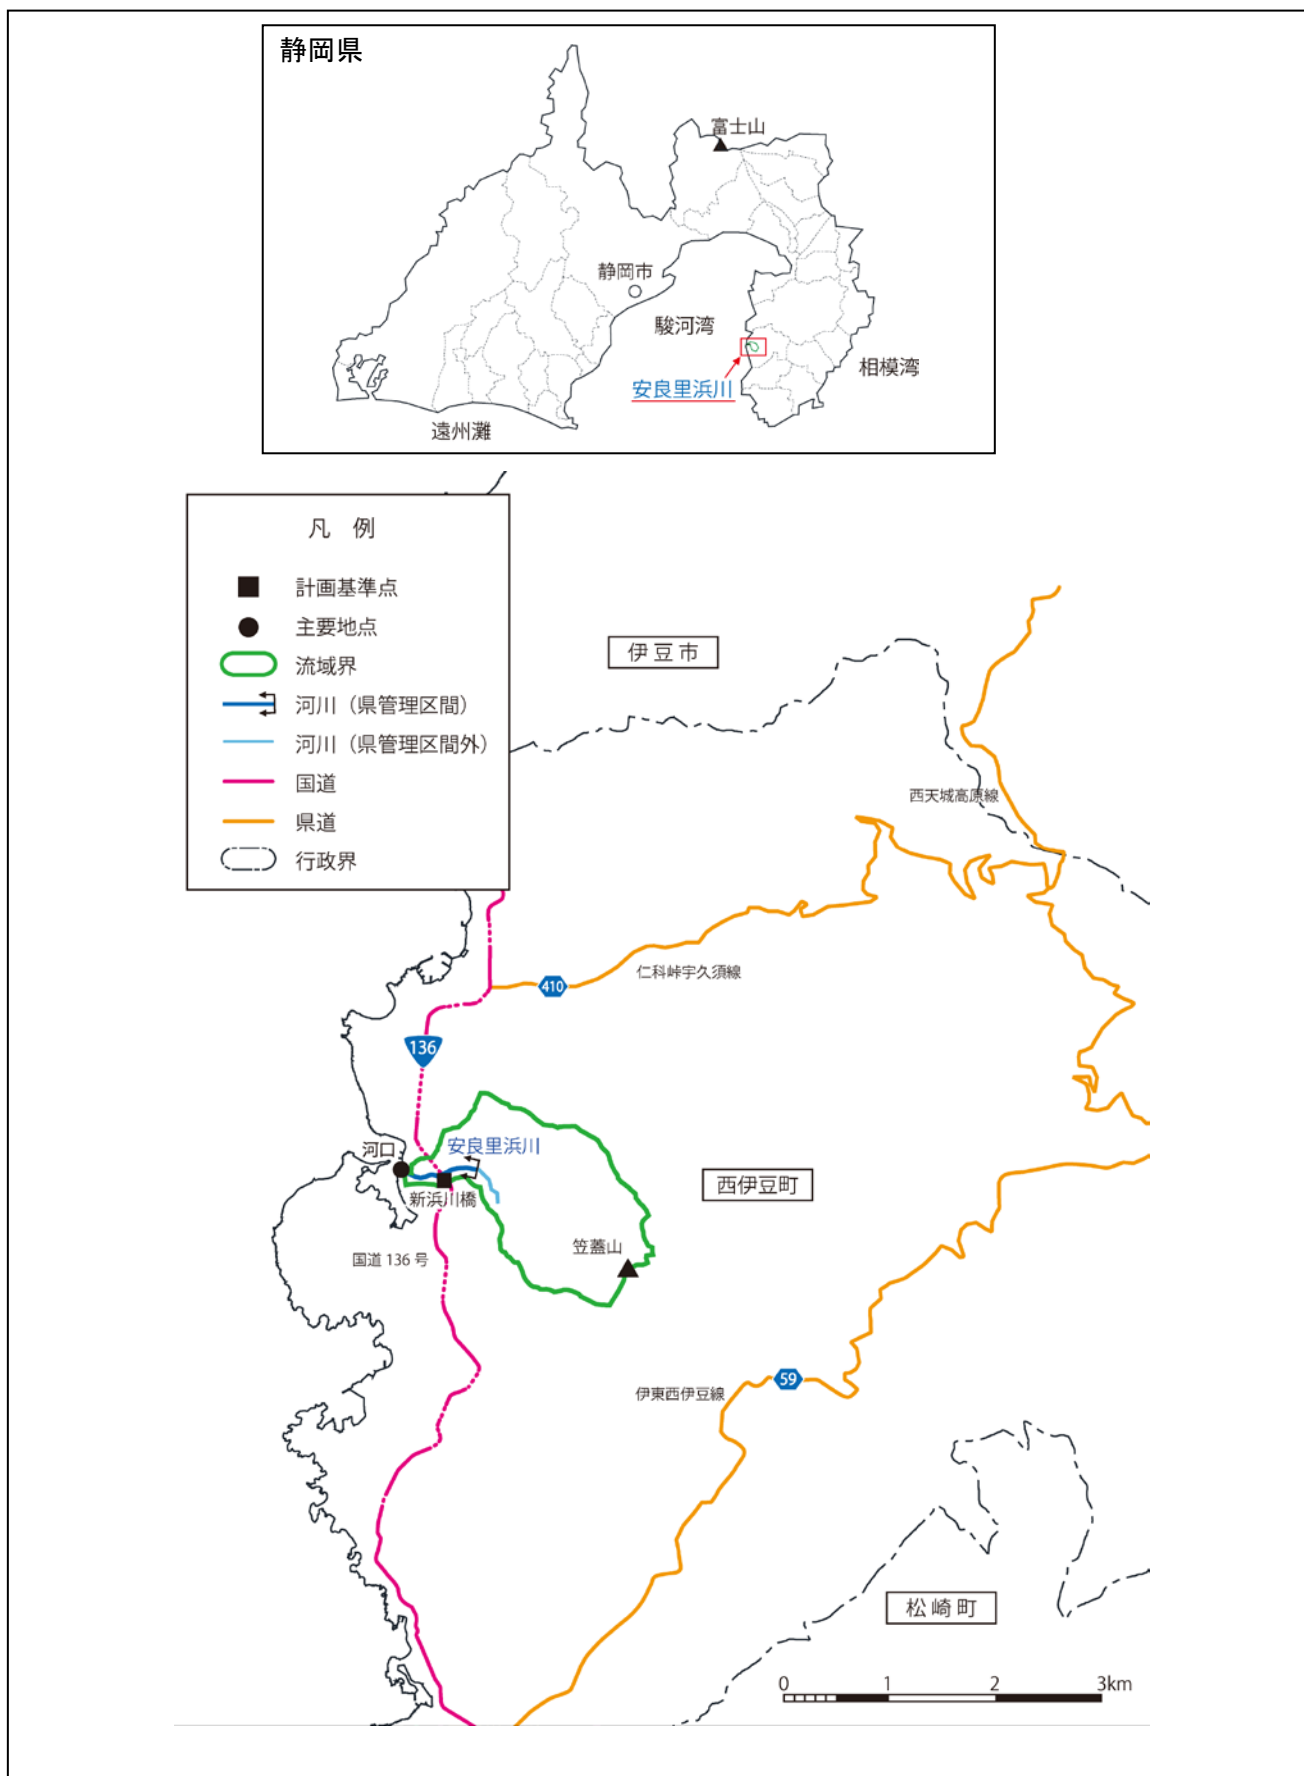 静岡県
富士山
静岡市
駿河湾
相模湾
安良里浜川
遠州灘
凡 例
計画基準点
主要地点
流域界
河川（県管理区間）
河川（県管理区間外）
国道
県道
行政界
伊豆市
西天城高原線
仁科峠宇久須線
410
136
河口
安良里浜川
新浜川橋
西伊豆町
国道 136 号
笠蓋山
59
伊東西伊豆線
松崎町
0 1 2 3km